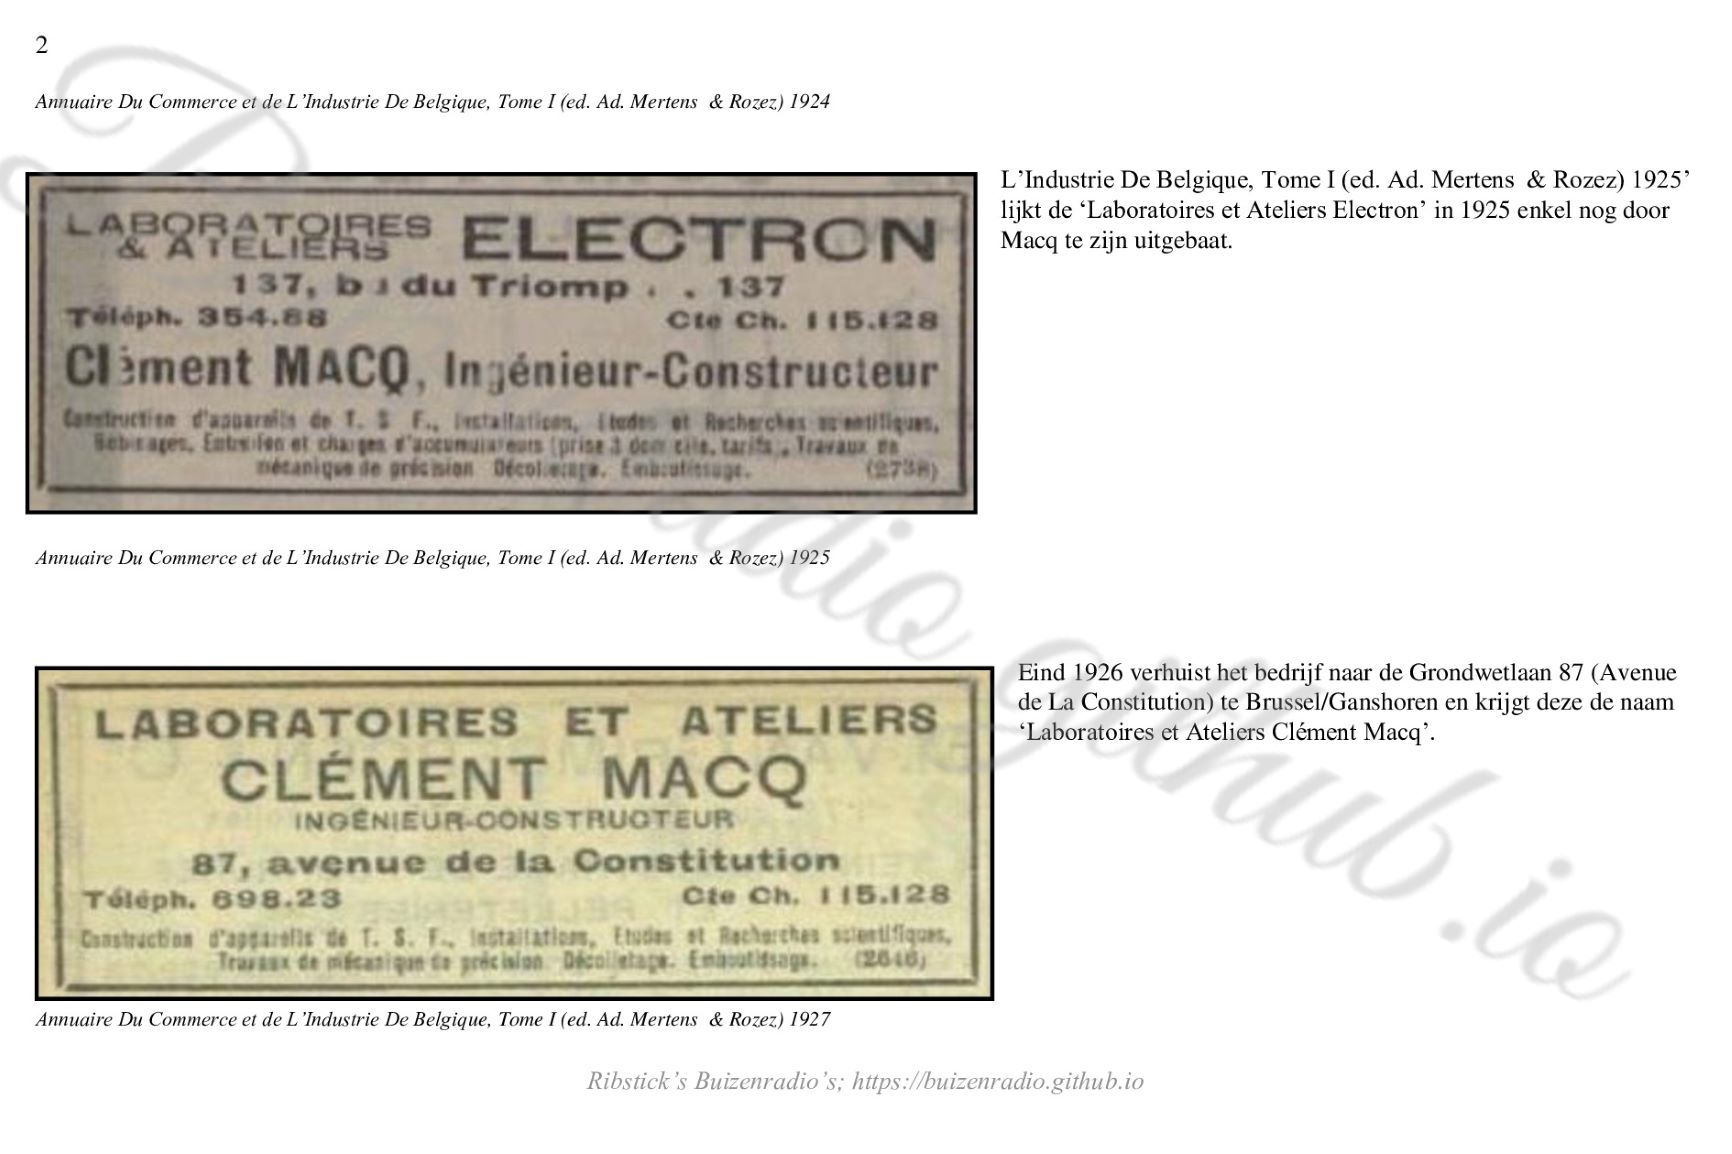 2
Annuaire Du Commerce et de L’Industrie De Belgique, Tome I (ed. Ad. Mertens & Rozez) 1924
LABORATOIRES
& ATELIERS
ELECTRON
137, b du Triomp . . 137
Téléph. 354.68
Cte Ch. 115.128
Clément MACQ, Ingénieur-Constructeur
Construction d'appareils de T. S. F., Installations, Etudes et Recherches scientifiques,
Bobinages, Entretien et charges d'accumulateurs (prise à domicile, tarifs), Travaux de
mécanique de précision Décolletage. Emboutissage. (2738)
L’Industrie De Belgique, Tome I (ed. Ad. Mertens & Rozez) 1925’
lijkt de ‘Laboratoires et Ateliers Electron’ in 1925 enkel nog door
Macq te zijn uitgebaat.
Annuaire Du Commerce et de L’Industrie De Belgique, Tome I (ed. Ad. Mertens & Rozez) 1925
LABORATOIRES ET ATELIERS
CLÉMENT MACQ
INGÉNIEUR-CONSTRUCTEUR
87, avenue de la Constitution
Téléph. 698.23
Cte Ch. 115.128
Construction d'appareils de T. S. F., Installations, Etudes et Recherches scientifiques,
Travaux de mécanique de précision Décolletage. Emboutissage. (2646)
Eind 1926 verhuist het bedrijf naar de Grondwetlaan 87 (Avenue
de La Constitution) te Brussel/Ganshoren en krijgt deze de naam
‘Laboratoires et Ateliers Clément Macq’.
Annuaire Du Commerce et de L’Industrie De Belgique, Tome I (ed. Ad. Mertens & Rozez) 1927
Ribstick’s Buizenradio’s; https://buizenradio.github.io